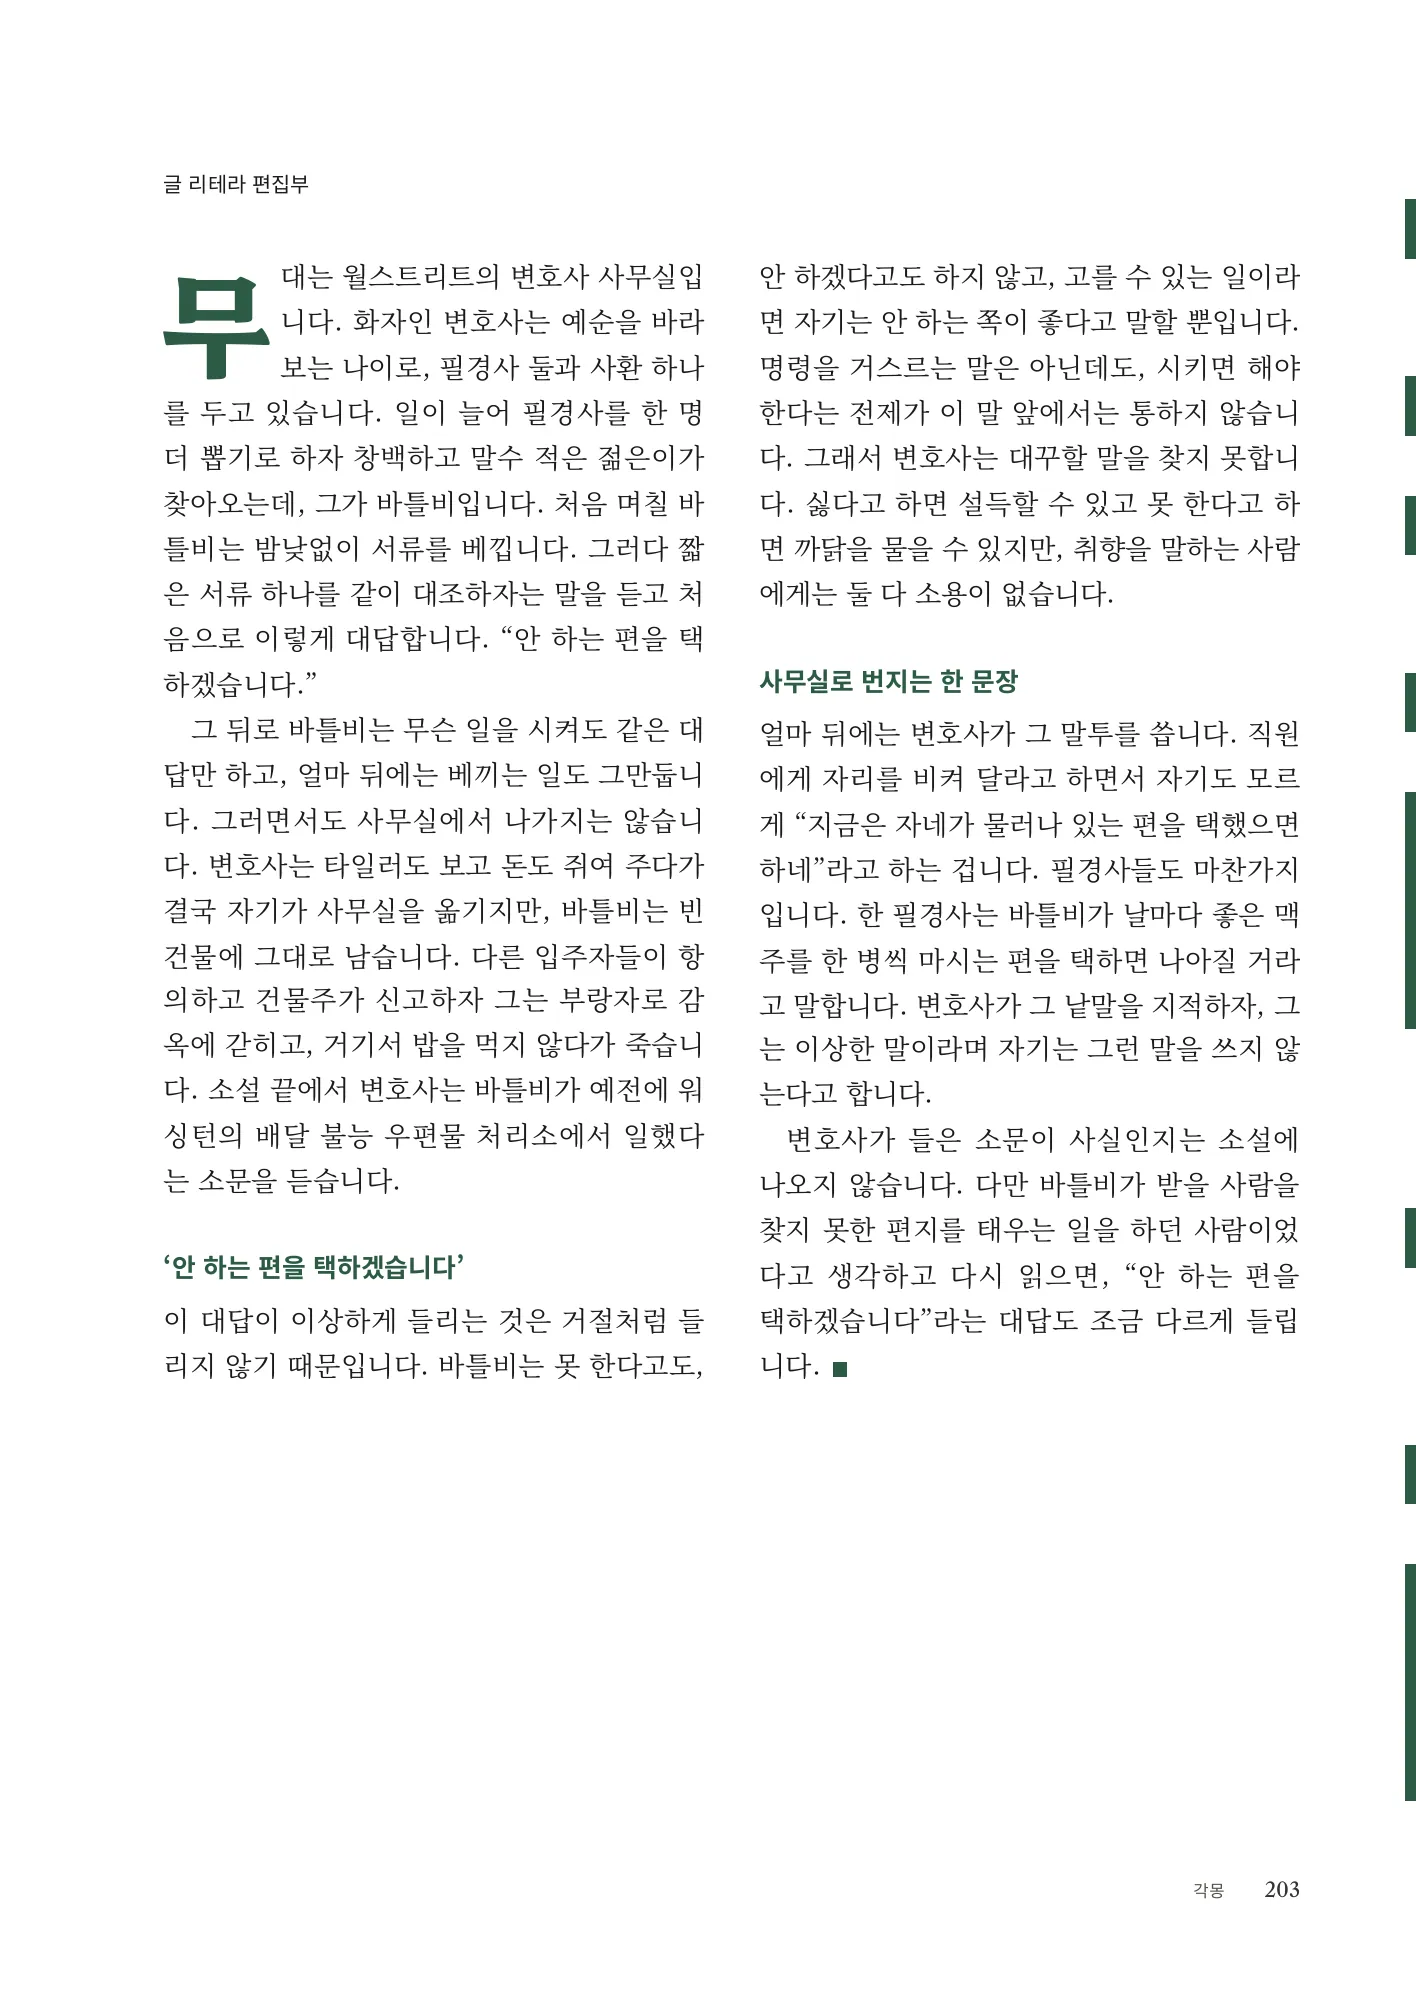 글 리테라 편집부
무대는 월스트리트의 변호사 사무실입
니다. 화자인 변호사는 예순을 바라
보는 나이로, 필경사 둘과 사환 하나
를 두고 있습니다. 일이 늘어 필경사를 한 명
더 뽑기로 하자 창백하고 말수 적은 젊은이가
찾아오는데, 그가 바틀비입니다. 처음 며칠 바
틀비는 밤낮없이 서류를 베낍니다. 그러다 짧
은 서류 하나를 같이 대조하자는 말을 듣고 처
음으로 이렇게 대답합니다. “안 하는 편을 택
하겠습니다.”
그 뒤로 바틀비는 무슨 일을 시켜도 같은 대
답만 하고, 얼마 뒤에는 베끼는 일도 그만둡니
다. 그러면서도 사무실에서 나가지는 않습니
다. 변호사는 타일러도 보고 돈도 쥐여 주다가
결국 자기가 사무실을 옮기지만, 바틀비는 빈
건물에 그대로 남습니다. 다른 입주자들이 항
의하고 건물주가 신고하자 그는 부랑자로 감
옥에 갇히고, 거기서 밥을 먹지 않다가 죽습니
다. 소설 끝에서 변호사는 바틀비가 예전에 워
싱턴의 배달 불능 우편물 처리소에서 일했다
는 소문을 듣습니다.
‘안 하는 편을 택하겠습니다’
이 대답이 이상하게 들리는 것은 거절처럼 들
리지 않기 때문입니다. 바틀비는 못 한다고도,
안 하겠다고도 하지 않고, 고를 수 있는 일이라
면 자기는 안 하는 쪽이 좋다고 말할 뿐입니다.
명령을 거스르는 말은 아닌데도, 시키면 해야
한다는 전제가 이 말 앞에서는 통하지 않습니
다. 그래서 변호사는 대꾸할 말을 찾지 못합니
다. 싫다고 하면 설득할 수 있고 못 한다고 하
면 까닭을 물을 수 있지만, 취향을 말하는 사람
에게는 둘 다 소용이 없습니다.
사무실로 번지는 한 문장
얼마 뒤에는 변호사가 그 말투를 씁니다. 직원
에게 자리를 비켜 달라고 하면서 자기도 모르
게 “지금은 자네가 물러나 있는 편을 택했으면
하네”라고 하는 겁니다. 필경사들도 마찬가지
입니다. 한 필경사는 바틀비가 날마다 좋은 맥
주를 한 병씩 마시는 편을 택하면 나아질 거라
고 말합니다. 변호사가 그 낱말을 지적하자, 그
는 이상한 말이라며 자기는 그런 말을 쓰지 않
는다고 합니다.
변호사가 들은 소문이 사실인지는 소설에
나오지 않습니다. 다만 바틀비가 받을 사람을
찾지 못한 편지를 태우는 일을 하던 사람이었
다고 생각하고 다시 읽으면, “안 하는 편을
택하겠습니다”라는 대답도 조금 다르게 들립
니다. ■
각몽 203